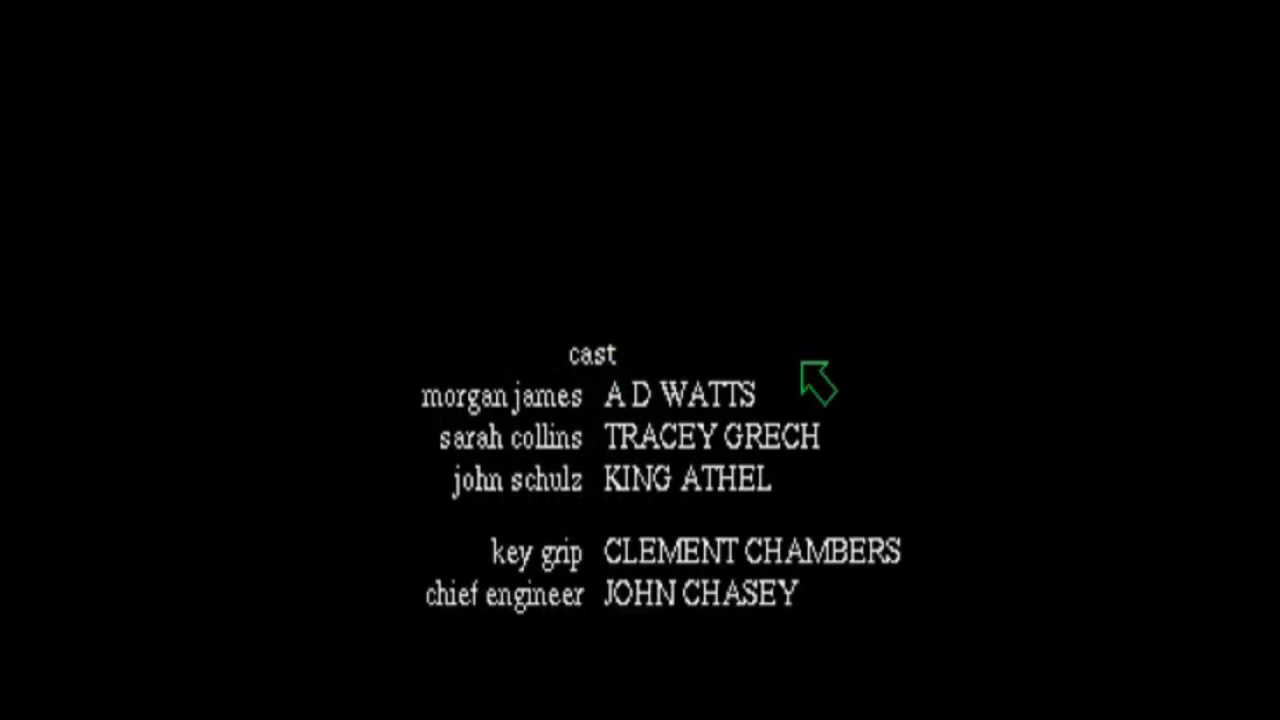 cast
morgan james A D WATTS
sarah collins TRACEY GRECH
john schulz KING ATHEL
key grip CLEMENT CHAMBERS
chief engineer JOHN CHASEY